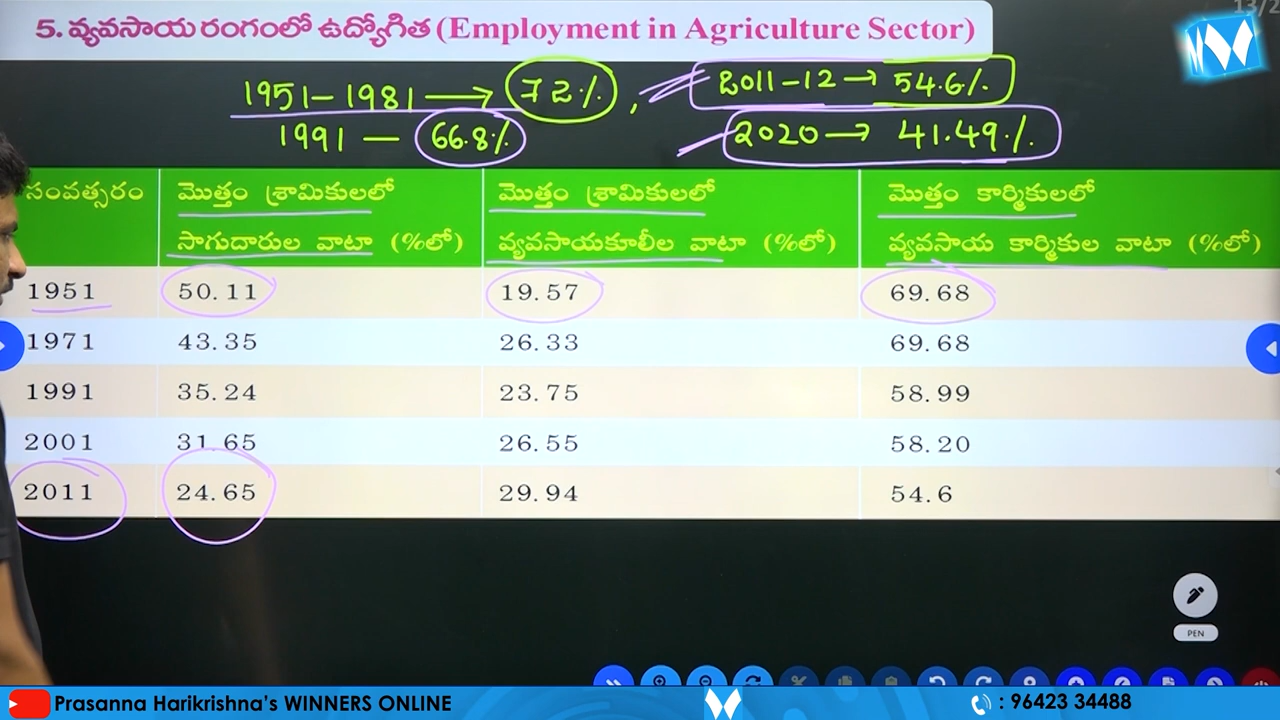 13/2
5. వ్యవసాయ రంగంలో ఉద్యోగిత (Employment in Agriculture Sector)
1951-1981 → 72%, 2011-12 → 54.6%
1991 — 66.8% 2020 → 41.49%
సంవత్సరం మొత్తం శ్రామికులలో మొత్తం శ్రామికులలో మొత్తం కార్మికులలో
సాగుదారుల వాటా (%లో) వ్యవసాయకూలీల వాటా (%లో) వ్యవసాయ కార్మికుల వాటా (%లో)
1951 50.11 19.57 69.68
1971 43.35 26.33 69.68
1991 35.24 23.75 58.99
2001 31.65 26.55 58.20
2011 24.65 29.94 54.6
PEN
Prasanna Harikrishna's WINNERS ONLINE W : 96423 34488